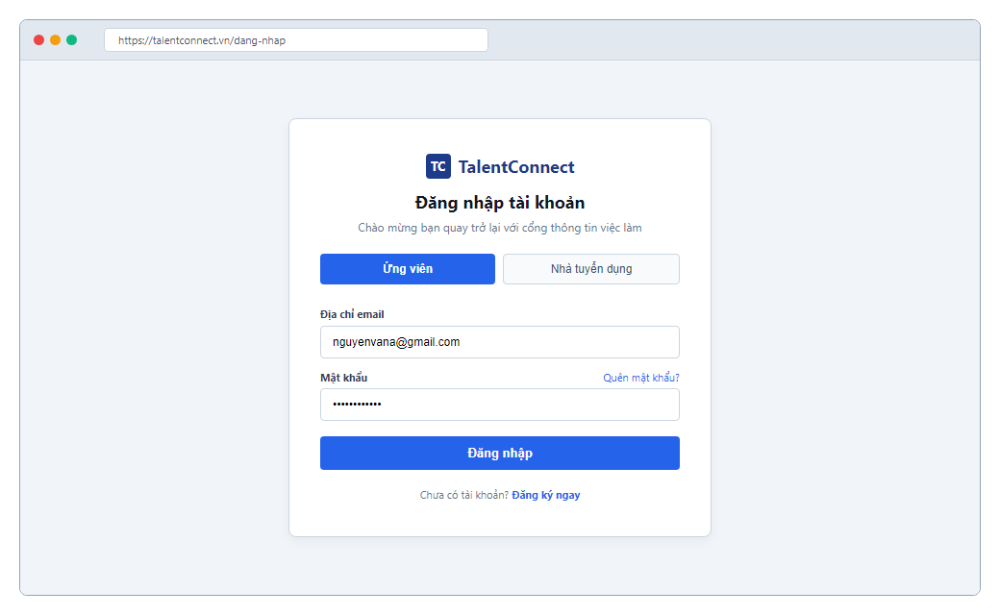 https://talentconnect.vn/dang-nhap
TC TalentConnect
Đăng nhập tài khoản
Chào mừng bạn quay trở lại với cổng thông tin việc làm
Ứng viên Nhà tuyển dụng
Địa chỉ email
nguyenvana@gmail.com
Mật khẩu Quên mật khẩu?
••••••••••••
Đăng nhập
Chưa có tài khoản? Đăng ký ngay